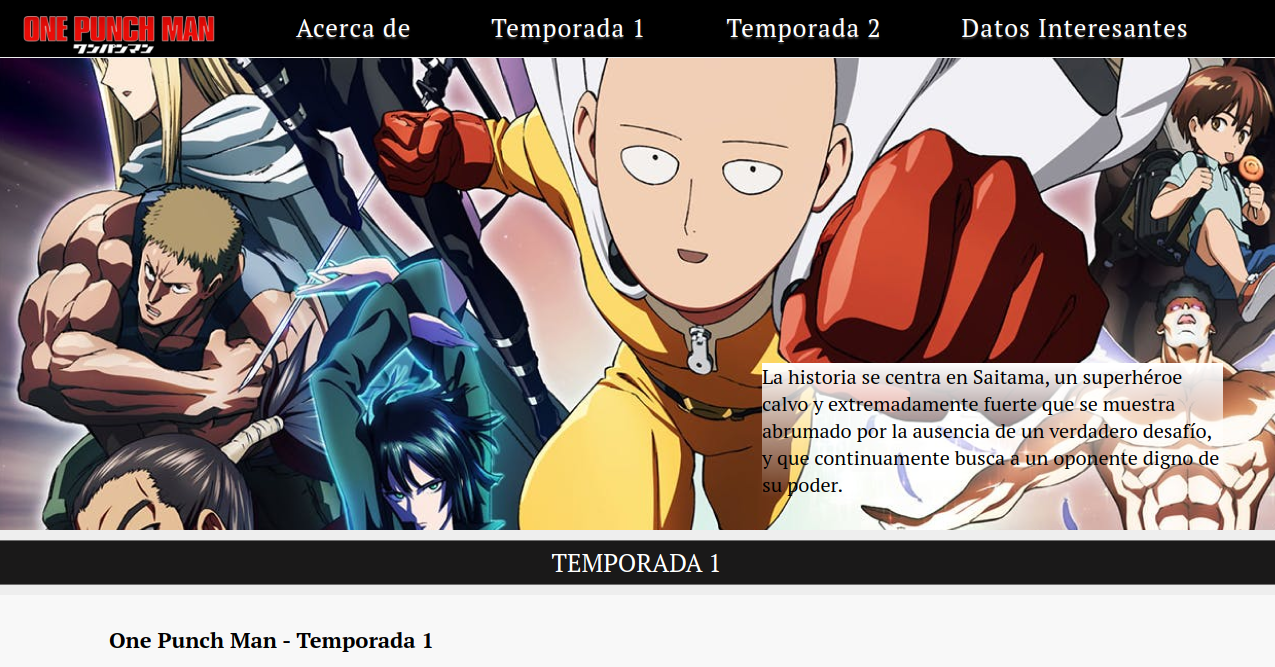 ONE PUNCH MAN
ワンパンマン
Acerca de
Temporada 1
Temporada 2
Datos Interesantes
La historia se centra en Saitama, un superhéroe
calvo y extremadamente fuerte que se muestra
abrumado por la ausencia de un verdadero desafío,
y que continuamente busca a un oponente digno de
su poder.
TEMPORADA 1
One Punch Man - Temporada 1